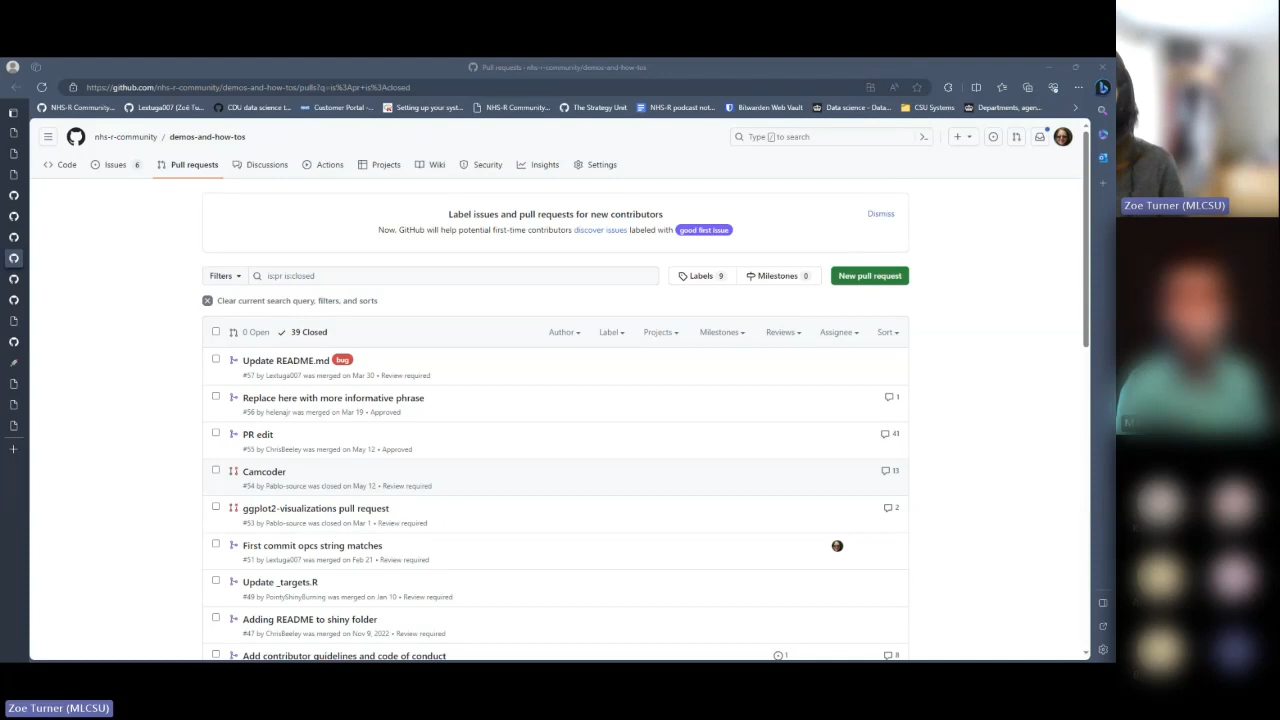 Pull requests · nhs-r-community/demos-and-how-tos
https://github.com/nhs-r-community/demos-and-how-tos/pulls?q=is%3Apr+is%3Aclosed
NHS-R Community... Lextuga007 (Zoë Tu... CDU data science t... Customer Portal -... Setting up your syst... NHS-R Community... The Strategy Unit NHS-R podcast not... Bitwarden Web Vault Data science - Data... CSU Systems Departments, agen...
nhs-r-community / demos-and-how-tos
Type / to search
Code Issues 6 Pull requests Discussions Actions Projects Wiki Security Insights Settings
Label issues and pull requests for new contributors
Dismiss
Now, GitHub will help potential first-time contributors discover issues labeled with good first issue
Filters is:pr is:closed Labels 9 Milestones 0 New pull request
Clear current search query, filters, and sorts
0 Open 39 Closed Author Label Projects Milestones Reviews Assignee Sort
Update README.md bug
#57 by Lextuga007 was merged on Mar 30 • Review required
Replace here with more informative phrase 1
#56 by helenajr was merged on Mar 19 • Approved
PR edit 41
#55 by ChrisBeeley was merged on May 12 • Approved
Camcoder 13
#54 by Pablo-source was closed on May 12 • Review required
ggplot2-visualizations pull request 2
#53 by Pablo-source was closed on Mar 1 • Review required
First commit opcs string matches
#51 by Lextuga007 was merged on Feb 21 • Review required
Update _targets.R
#49 by PointyShinyBurning was merged on Jan 10 • Review required
Adding README to shiny folder
#47 by ChrisBeeley was merged on Nov 9, 2022 • Review required
Add contributor guidelines and code of conduct 1 8
Zoe Turner (MLCSU)
Zoe Turner (MLCSU)